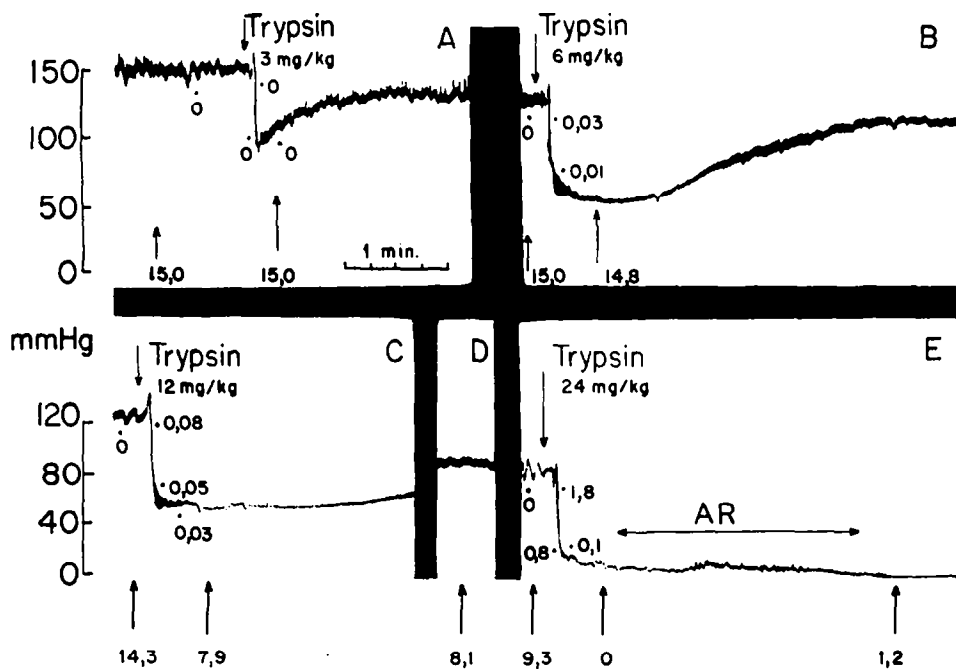 Trypsin
3 mg/kg
A
150
100
50
0
0
0
0
0
1 min.
15,0
15,0
Trypsin
6 mg/kg
B
0
0,03
0,01
15,0
14,8
mmHg
Trypsin
12 mg/kg
C
120
80
40
0
0
0,08
0,05
0,03
14,3
7,9
D
8,1
Trypsin
24 mg/kg
E
0
1,8
0,8
0,1
AR
9,3
0
1,2